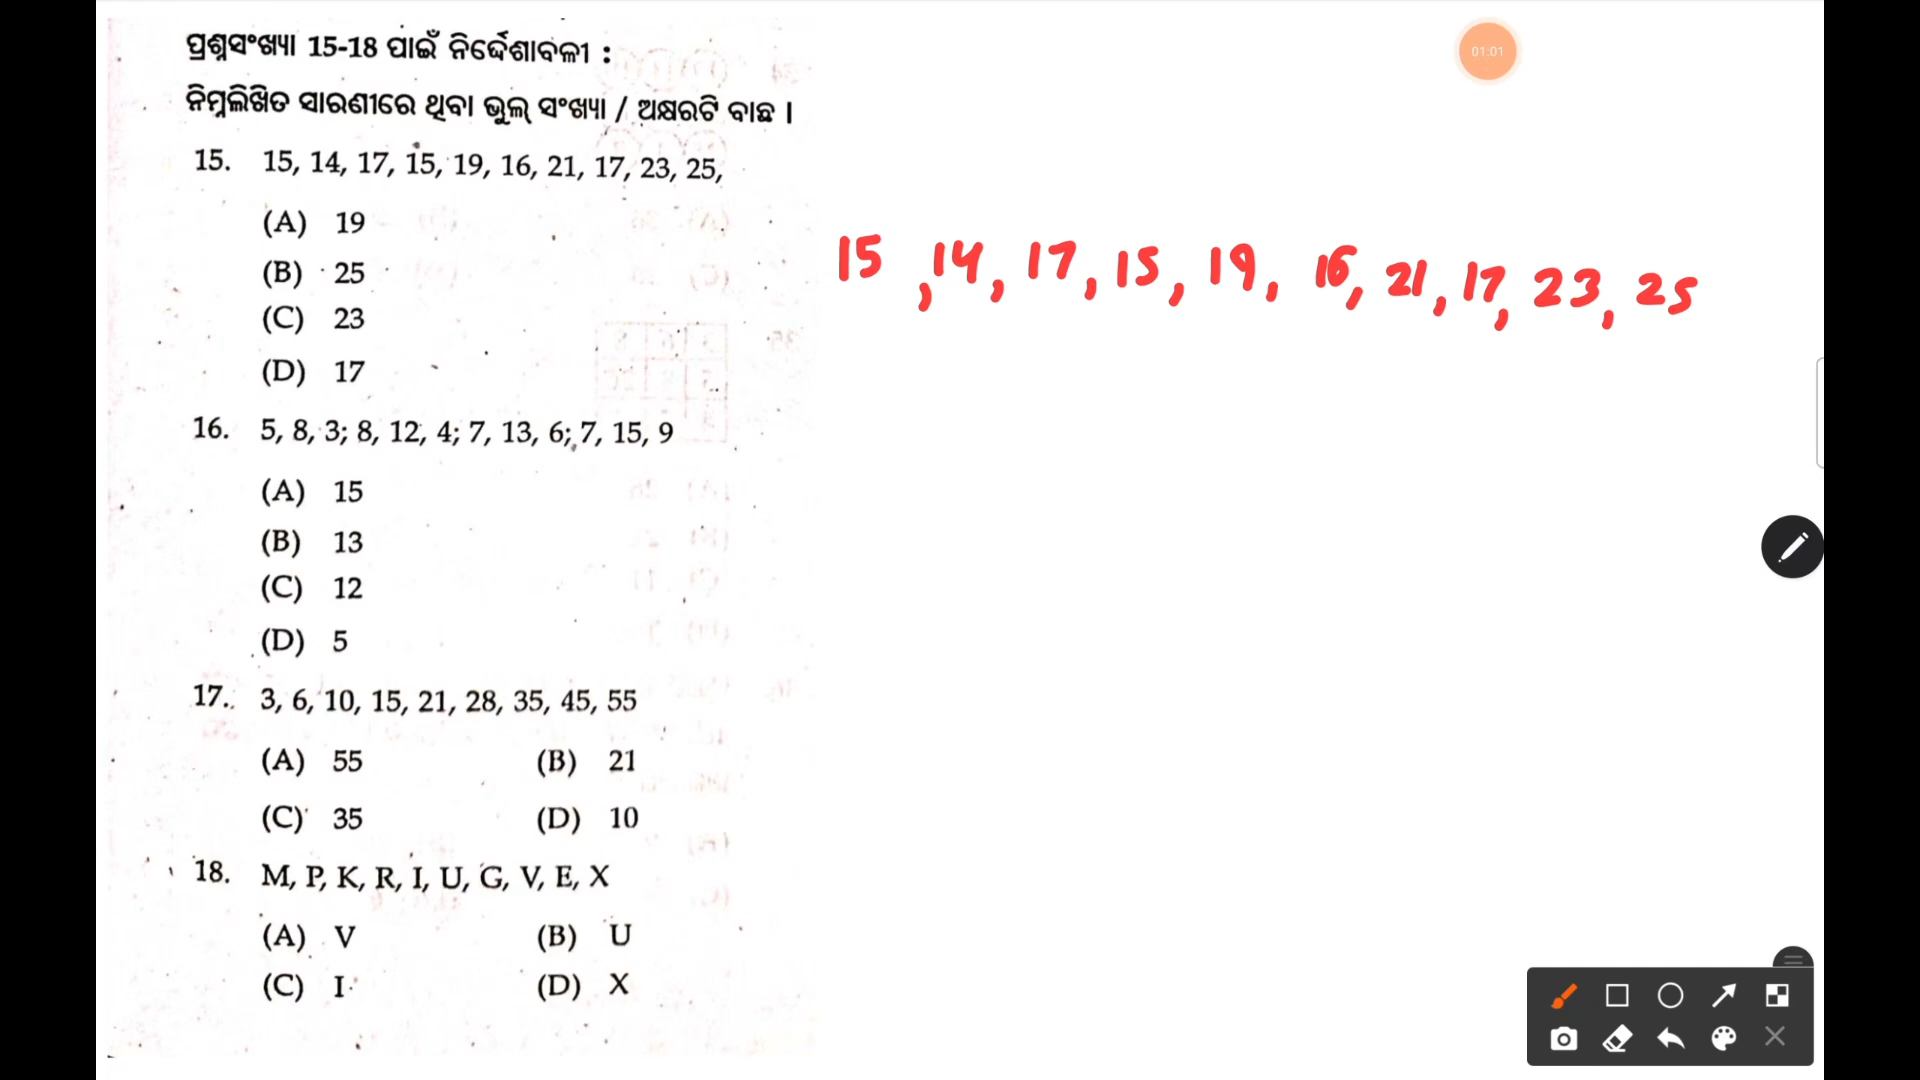 ପ୍ରଶ୍ନସଂଖ୍ୟା 15-18 ପାଇଁ ନିର୍ଦ୍ଦେଶାବଳୀ :
ନିମ୍ନଲିଖିତ ସାରଣୀରେ ଥିବା ଭୁଲ୍ ସଂଖ୍ୟା / ଅକ୍ଷରଟି ବାଛ ।
15. 15, 14, 17, 15, 19, 16, 21, 17, 23, 25,
(A) 19
(B) 25
(C) 23
(D) 17
16. 5, 8, 3; 8, 12, 4; 7, 13, 6; 7, 15, 9
(A) 15
(B) 13
(C) 12
(D) 5
17. 3, 6, 10, 15, 21, 28, 35, 45, 55
(A) 55 (B) 21
(C) 35 (D) 10
18. M, P, K, R, I, U, G, V, E, X
(A) V (B) U
(C) I (D) X
01:01
15 , 14, 17, 15, 19, 16, 21, 17, 23, 25